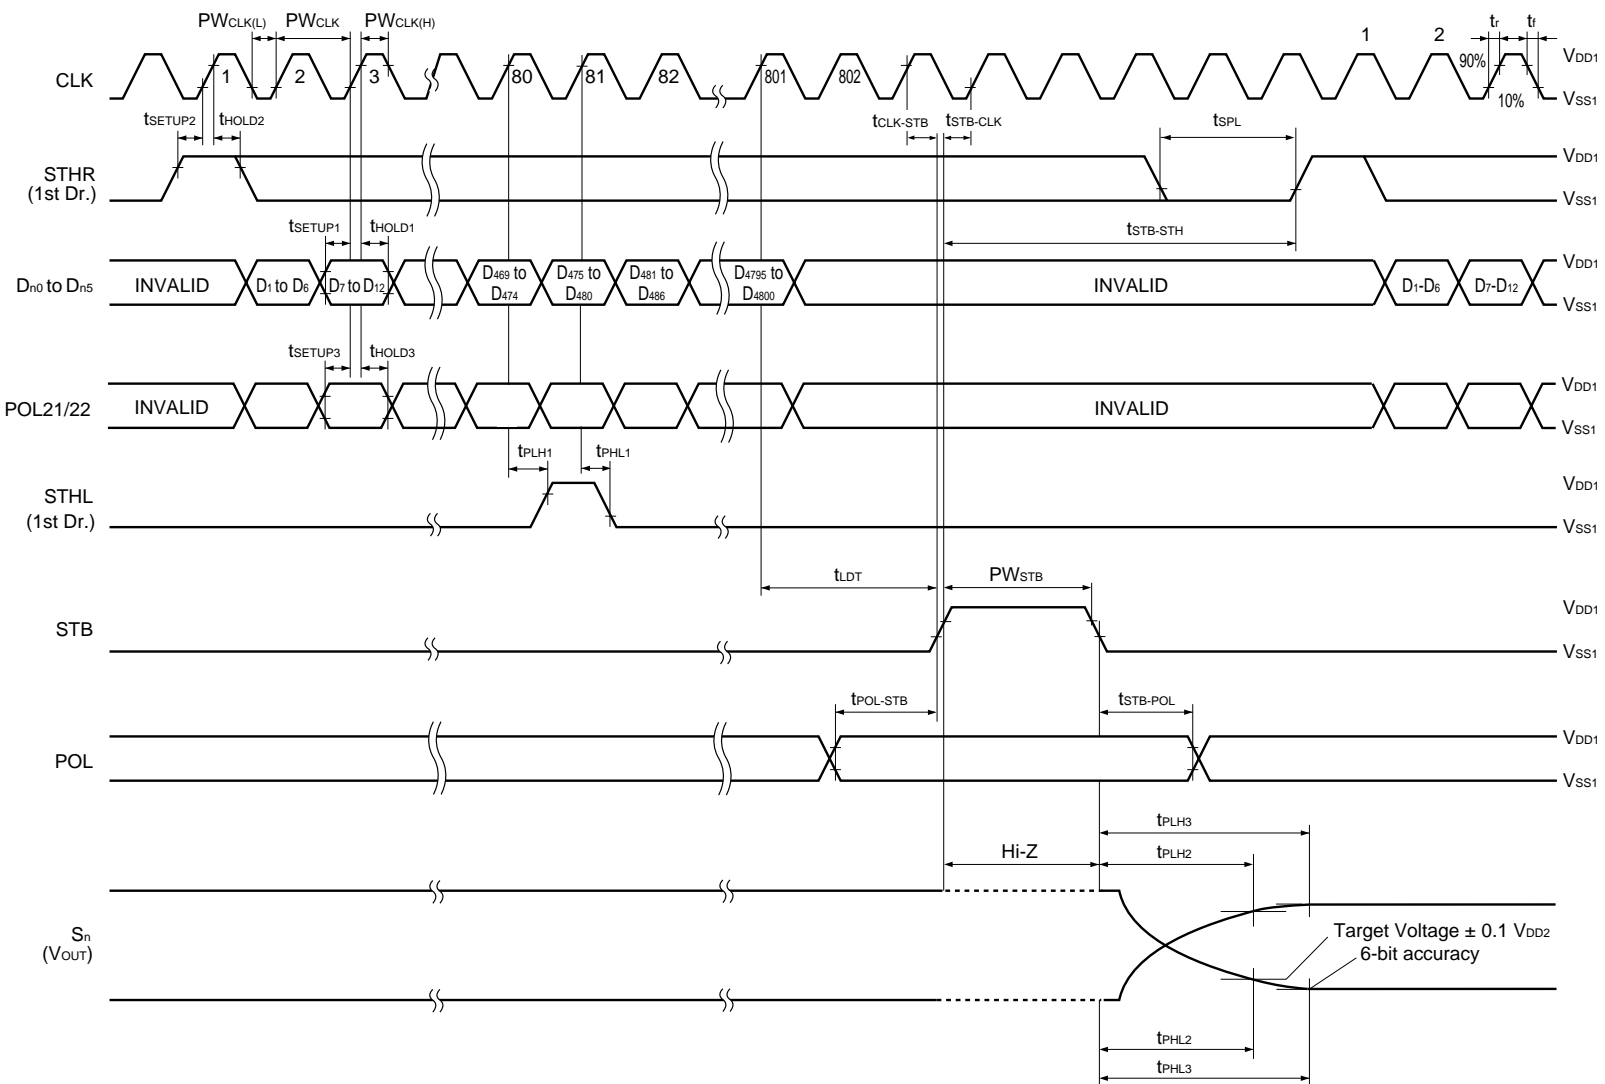 PWCLK(L) PWCLK PWCLK(H) 1 2 tr tf
CLK 1 2 3 80 81 82 801 802 90% 10% VDD1
VSS1
tSETUP2 tHOLD2 tCLK-STB tSTB-CLK tSPL
STHR
(1st Dr.)
VDD1
VSS1
tSETUP1 tHOLD1 tSTB-STH
Dn0 to Dn5 INVALID D1 to D6 D7 to D12 D469 to D474 D475 to D480 D481 to D486 D4795 to D4800 INVALID D1-D6 D7-D12 VDD1
VSS1
tSETUP3 tHOLD3
POL21/22 INVALID INVALID VDD1
VSS1
tPLH1 tPHL1
STHL
(1st Dr.)
VDD1
VSS1
tLDT PWSTB
STB VDD1
VSS1
tPOL-STB tSTB-POL
POL VDD1
VSS1
tPLH3
Hi-Z tPLH2
Sn
(VOUT)
Target Voltage ± 0.1 VDD2
6-bit accuracy
tPHL2
tPHL3